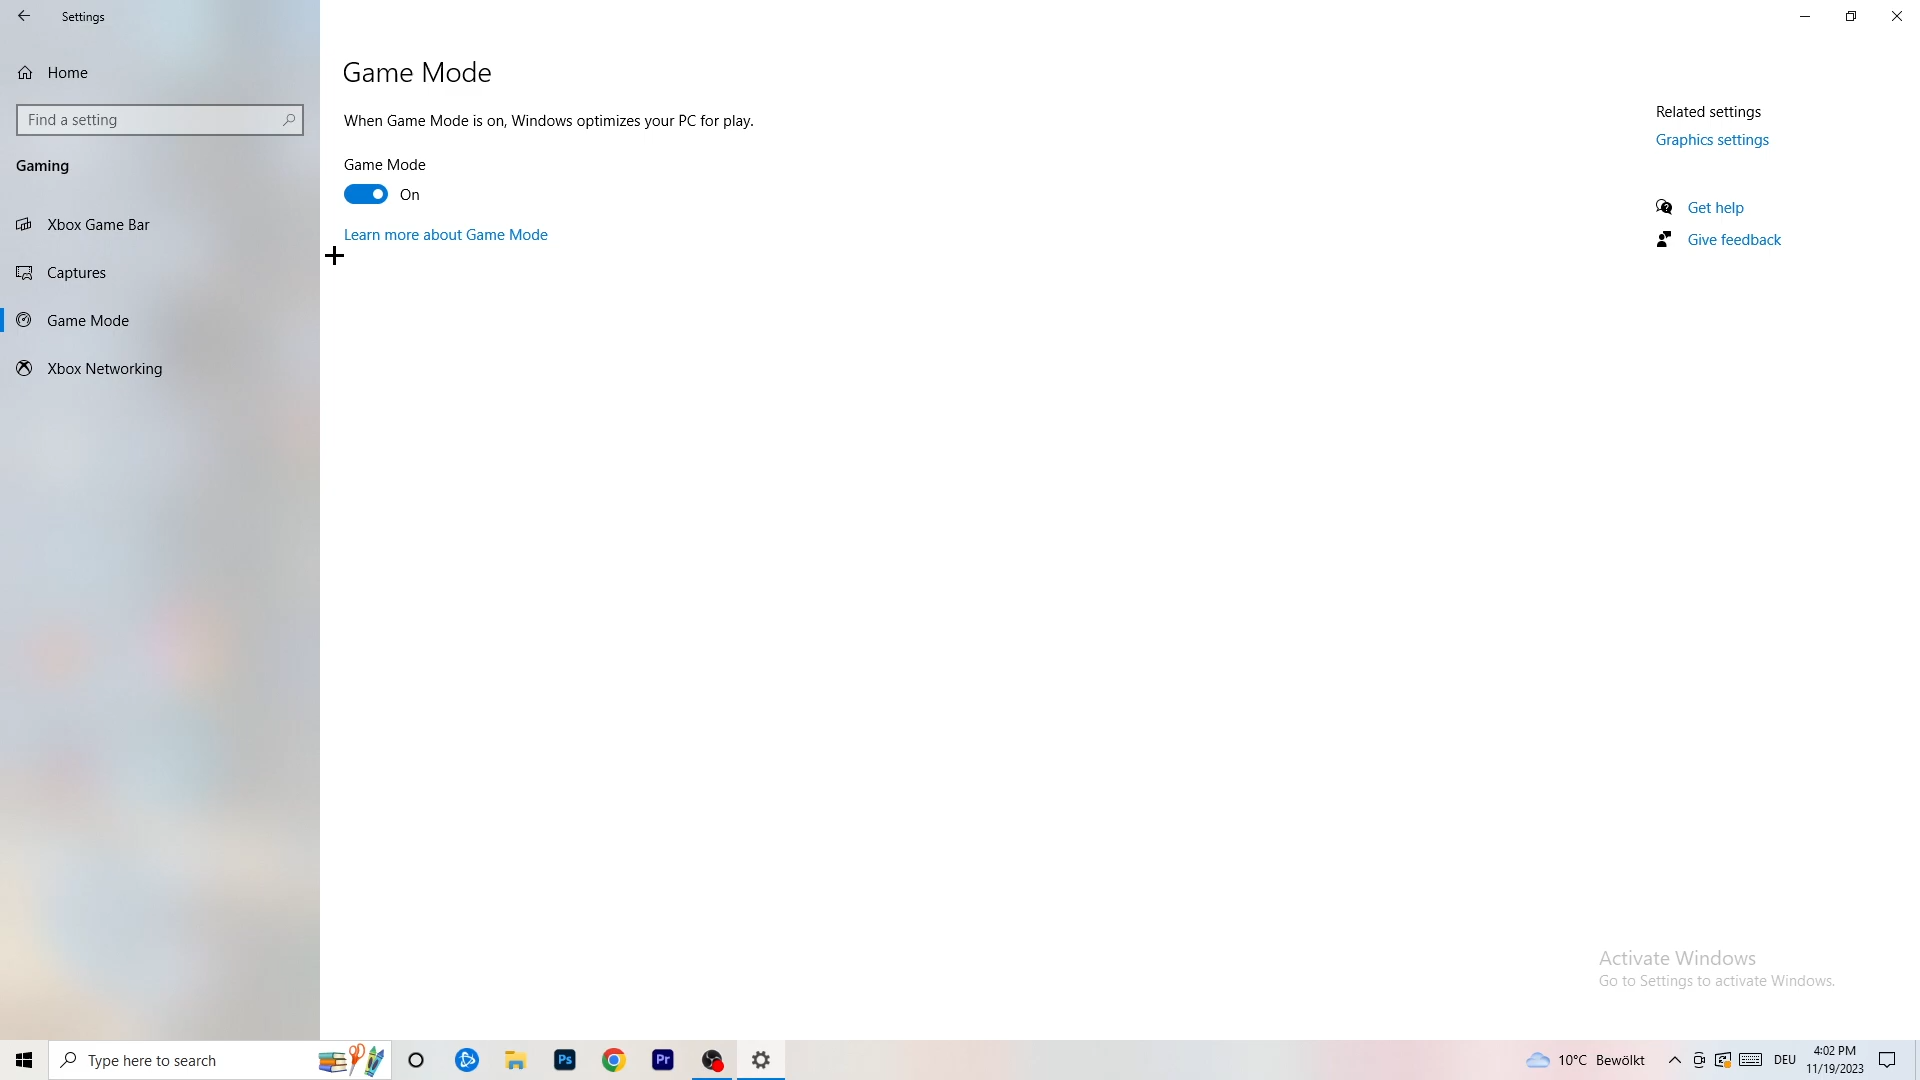 Settings
Home
Find a setting
Gaming
Xbox Game Bar
Captures
Game Mode
Xbox Networking
Game Mode
When Game Mode is on, Windows optimizes your PC for play.
Game Mode
On
Learn more about Game Mode
Related settings
Graphics settings
Get help
Give feedback
Activate Windows
Go to Settings to activate Windows.
Type here to search
Ps
Pr
10°C Bewölkt
DEU
4:02 PM
11/19/2023